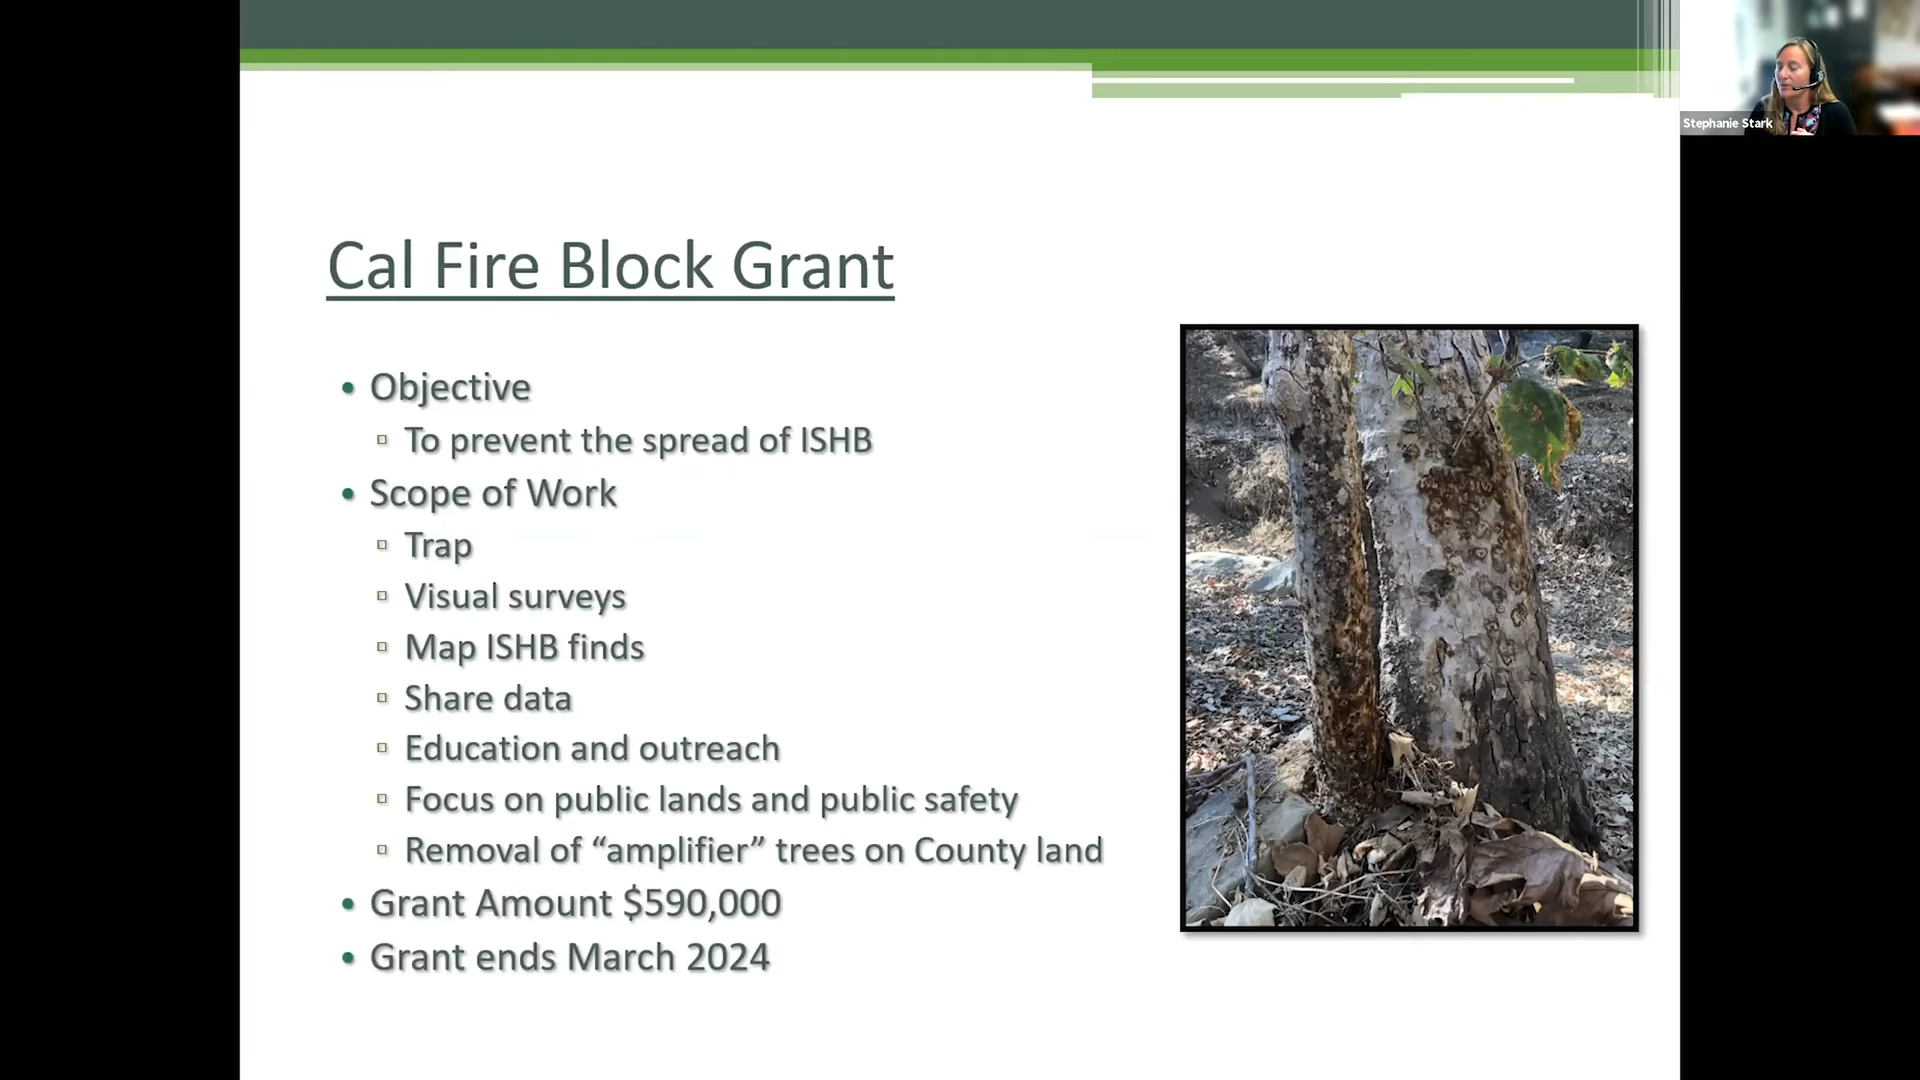 Stephanie Stark
Cal Fire Block Grant
• Objective
▫ To prevent the spread of ISHB
• Scope of Work
▫ Trap
▫ Visual surveys
▫ Map ISHB finds
▫ Share data
▫ Education and outreach
▫ Focus on public lands and public safety
▫ Removal of “amplifier” trees on County land
• Grant Amount $590,000
• Grant ends March 2024